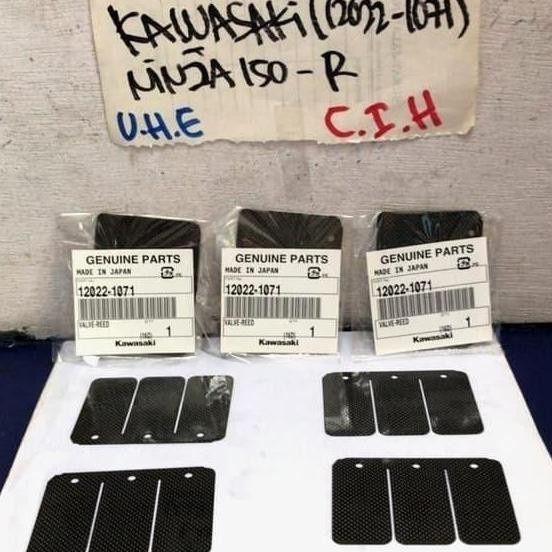 KAWASAKi (12022-1071)
NiNJA 150-R
U.H.E
C.I.H
GENUINE PARTS
MADE IN JAPAN
12022-1071
VALVE-REED
1
Kawasaki
GENUINE PARTS
MADE IN JAPAN
12022-1071
VALVE-REED
1
Kawasaki
GENUINE PARTS
MADE IN JAPAN
12022-1071
VALVE-REED
1
Kawasaki